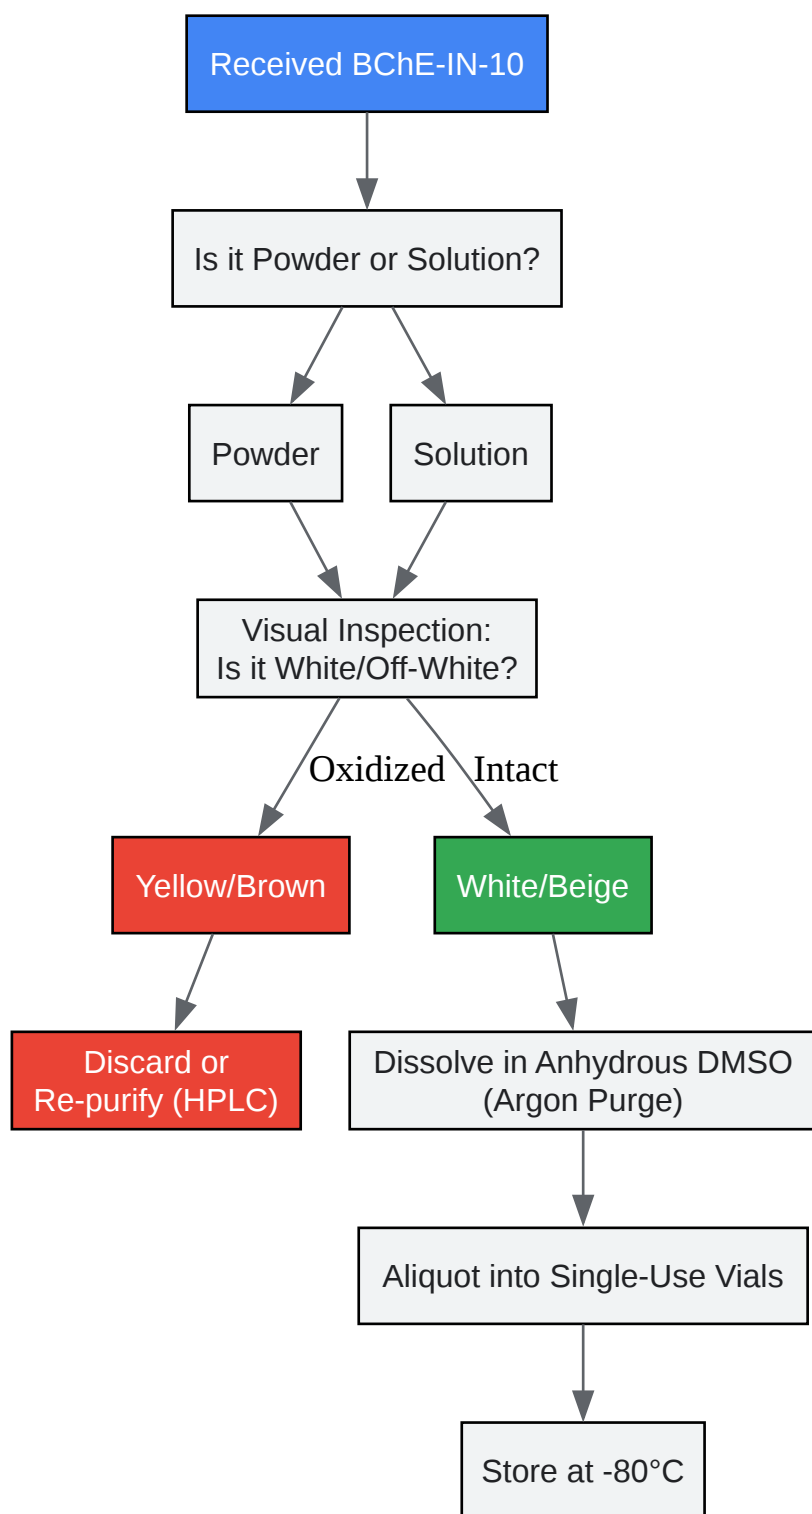 Received BChE-IN-10
Is it Powder or Solution?
Powder
Solution
Visual Inspection:
Is it White/Off-White?
Oxidized
Intact
Yellow/Brown
White/Beige
Discard or
Re-purify (HPLC)
Dissolve in Anhydrous DMSO
(Argon Purge)
Aliquot into Single-Use Vials
Store at -80°C